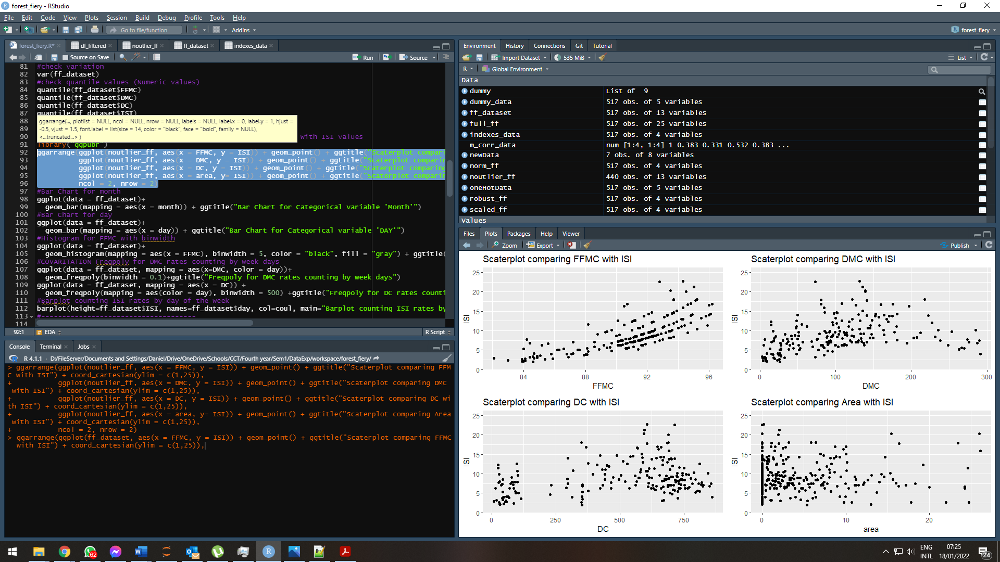 forest_fiery - RStudio
File Edit Code View Plots Session Build Debug Profile Tools Help
Go to file/function Addins forest_fiery
forest_fiery.R* df_filtered noutlier_ff ff_dataset indexes_data
Source on Save Run Source
81 #check variation
82 var(ff_dataset)
83 #check quantile values (Numeric values)
84 quantile(ff_dataset$FFMC)
85 quantile(ff_dataset$DMC)
86 quantile(ff_dataset$DC)
87 quantile(ff_dataset$ISI)
88 ggarrange(..., plotlist = NULL, ncol = NULL, nrow = NULL, labels = NULL, label.x = 0, label.y = 1, hjust =
89 -0.5, vjust = 1.5, font.label = list(size = 14, color = "black", face = "bold", family = NULL),
90 <...truncated...> ) with ISI values
91 library("ggpubr")
92 ggarrange(ggplot(noutlier_ff, aes(x = FFMC, y = ISI)) + geom_point() + ggtitle("Scaterplot compari
93 ggplot(noutlier_ff, aes(x = DMC, y = ISI)) + geom_point() + ggtitle("Scaterplot comparin
94 ggplot(noutlier_ff, aes(x = DC, y = ISI)) + geom_point() + ggtitle("Scaterplot comparing
95 ggplot(noutlier_ff, aes(x = area, y= ISI)) + geom_point() + ggtitle("Scaterplot comparin
96 ncol = 2, nrow = 2)
97 #Bar Chart for month
98 ggplot(data = ff_dataset)+
99 geom_bar(mapping = aes(x = month)) + ggtitle("Bar Chart for Categorical variable 'Month'")
100 #Bar Chart for day
101 ggplot(data = ff_dataset)+
102 geom_bar(mapping = aes(x = day)) + ggtitle("Bar Chart for Categorical variable 'DAY'")
103 #Histogram for FFMC with binwidth
104 ggplot(data = ff_dataset)+
105 geom_histogram(mapping = aes(x = FFMC), binwidth = 5, color = "black", fill = "gray") + ggtitle(
106 #COVARITATION Freqpoly for DMC rates counting by week days
107 ggplot(data = ff_dataset, mapping = aes(x=DMC, color = day))+
108 geom_freqpoly(binwidth = 0.1)+ggtitle("Freqpoly for DMC rates counting by week days")
109 ggplot(data = ff_dataset, mapping = aes(x = DC)) +
110 geom_freqpoly(mapping = aes(color = day), binwidth = 500) +ggtitle("Freqpoly for DC rates counti
111 #Barplot counting ISI rates by day of the week
112 barplot(height=ff_dataset$ISI, names=ff_dataset$day, col=coul, main="Barplot counting ISI rates by
113 #-------------------------------------
114
92:1 # EDA R Script
Console Terminal Jobs
R 4.1.1 · D:/FileServer/Documents and Settings/Daniel/Drive/OneDrive/Schools/CCT/Fourth year/Sem1/DataExp/workspace/forest_fiery/
> ggarrange(ggplot(noutlier_ff, aes(x = FFMC, y = ISI)) + geom_point() + ggtitle("Scaterplot comparing FFM
C with ISI") + coord_cartesian(ylim = c(1,25)),
+ ggplot(noutlier_ff, aes(x = DMC, y = ISI)) + geom_point() + ggtitle("Scaterplot comparing DMC
with ISI") + coord_cartesian(ylim = c(1,25)),
+ ggplot(noutlier_ff, aes(x = DC, y = ISI)) + geom_point() + ggtitle("Scaterplot comparing DC wi
th ISI") + coord_cartesian(ylim = c(1,25)),
+ ggplot(noutlier_ff, aes(x = area, y= ISI)) + geom_point() + ggtitle("Scaterplot comparing Area
with ISI") + coord_cartesian(ylim = c(1,25)),
+ ncol = 2, nrow = 2)
> ggarrange(ggplot(ff_dataset, aes(x = FFMC, y = ISI)) + geom_point() + ggtitle("Scaterplot comparing FFMC
with ISI") + coord_cartesian(ylim = c(1,25)),
Environment History Connections Git Tutorial
Import Dataset 535 MiB List
R Global Environment
Data
dummy List of 9
dummy_data 517 obs. of 5 variables
ff_dataset 517 obs. of 13 variables
full_ff 517 obs. of 25 variables
indexes_data 517 obs. of 4 variables
m_corr_data num [1:4, 1:4] 1 0.383 0.331 0.532 0.383 ...
newData 7 obs. of 8 variables
norm_ff 517 obs. of 4 variables
noutlier_ff 440 obs. of 13 variables
oneHotData 517 obs. of 5 variables
robust_ff 517 obs. of 4 variables
scaled_ff 517 obs. of 4 variables
Values
Files Plots Packages Help Viewer
Zoom Export Publish
Scaterplot comparing FFMC with ISI
25
20
15
10
5
0
ISI
84 88 92 96
FFMC
Scaterplot comparing DMC with ISI
25
20
15
10
5
0
ISI
0 100 200 300
DMC
Scaterplot comparing DC with ISI
25
20
15
10
5
0
ISI
0 250 500 750
DC
Scaterplot comparing Area with ISI
25
20
15
10
5
0
ISI
0 10 20
area
62
ENG
INTL
07:25
18/01/2022
24